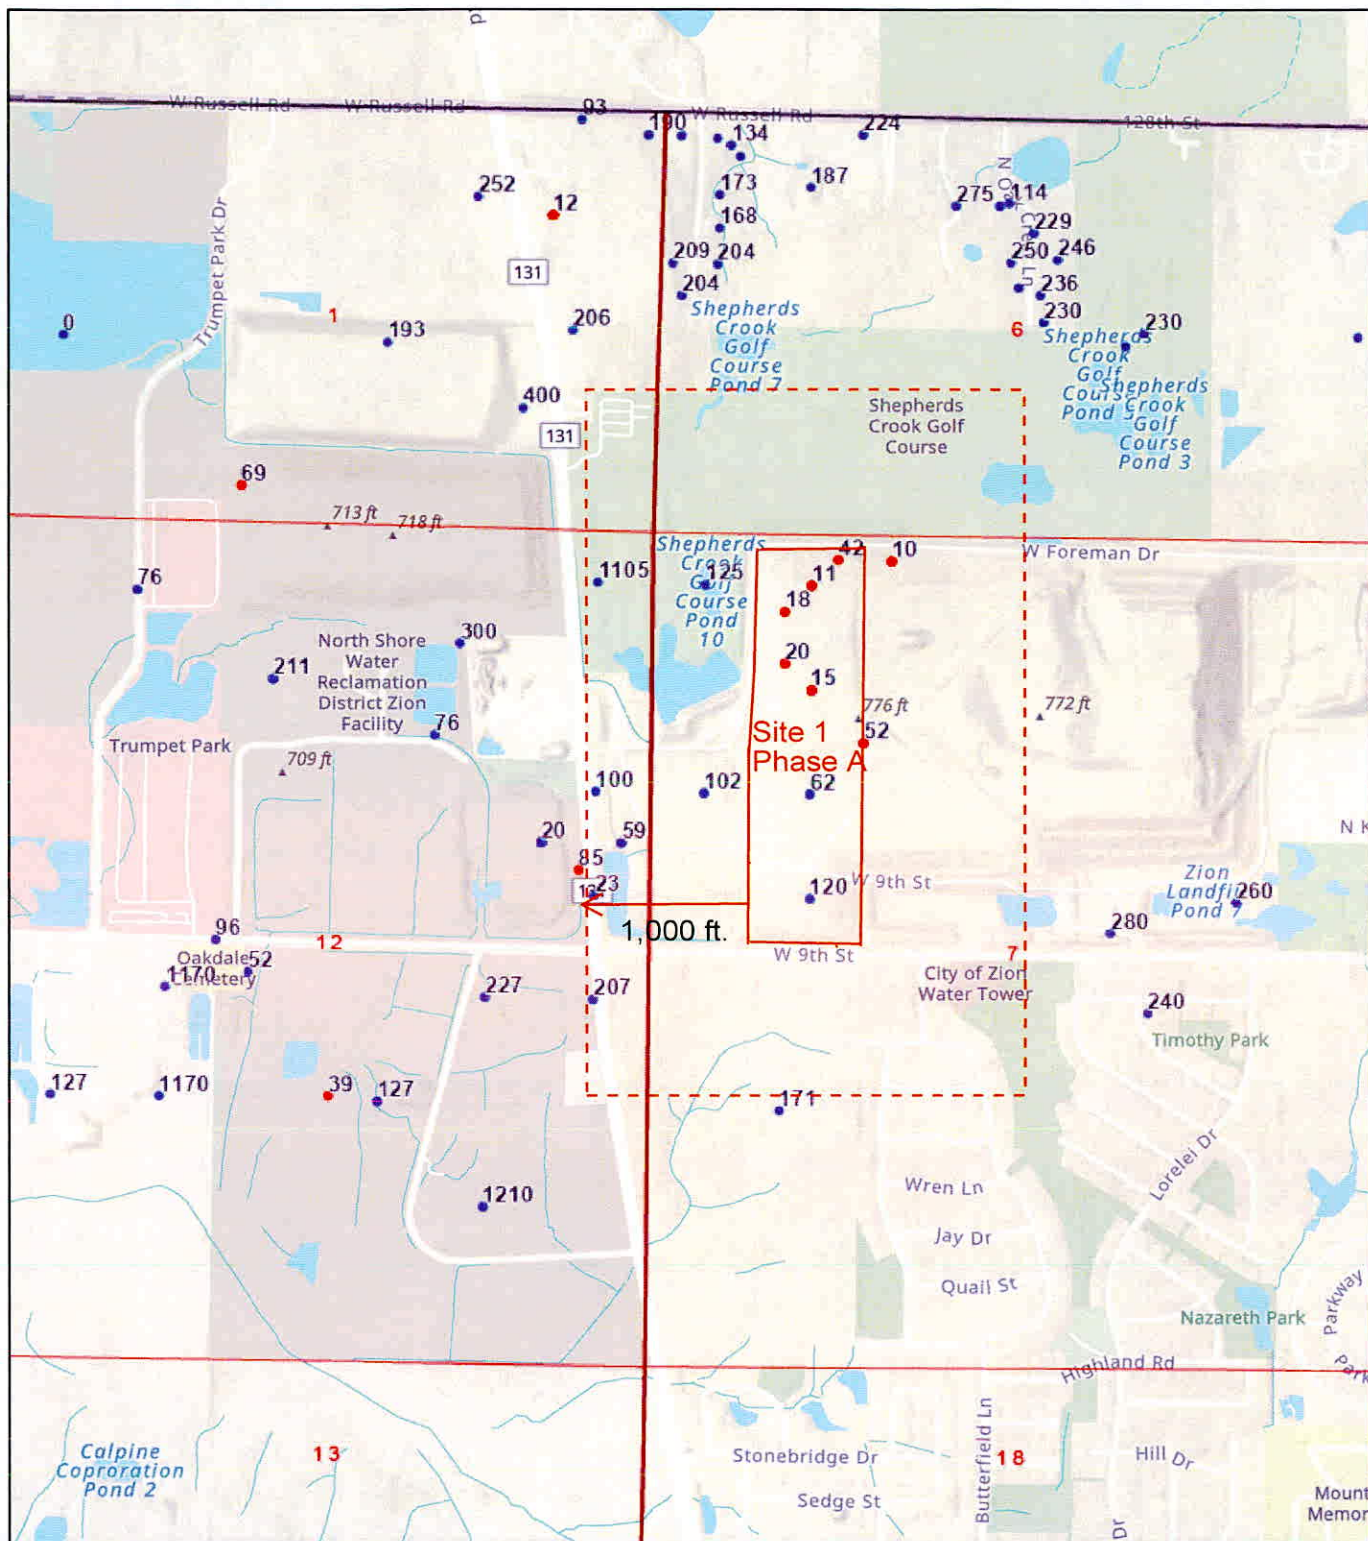 W Russell Rd
W Russell Rd
93
190
W Russell Rd
134
224
128th St
252
12
173
187
168
275
114
229
Trumpet Park Dr
131
209
204
250
246
204
236
0
1
193
206
Shepherds
Crook
Golf
Course
Pond 7
6
230
230
Shepherds
Crook
Golf
Course
Pond
Shepherds
Crook
Golf
Course
Pond 3
400
131
Shepherds
Crook Golf
Course
69
713 ft
718 ft
W Foreman Dr
Shepherds
Crook
Golf
Course
Pond
10
42
10
76
1105
125
11
18
North Shore
Water
Reclamation
District Zion
Facility
300
211
20
15
76
776 ft
772 ft
Site 1
Phase A
52
Trumpet Park
709 ft
100
102
62
20
59
N K
85
23
120
W 9th St
Zion
Landfill
Pond 7
260
1,000 ft.
280
96
12
W 9th St
7
Oakdale
Cemetery
52
1170
227
207
City of Zion
Water Tower
240
Timothy Park
127
1170
39
127
171
Lorelei Dr
1210
Wren Ln
Jay Dr
Quail St
Nazareth Park
Parkway
Park
Highland Rd
Calpine
Coproration
Pond 2
13
Stonebridge Dr
Sedge St
Butterfield Ln
18
Hill Dr
Dr
Mount
Memor